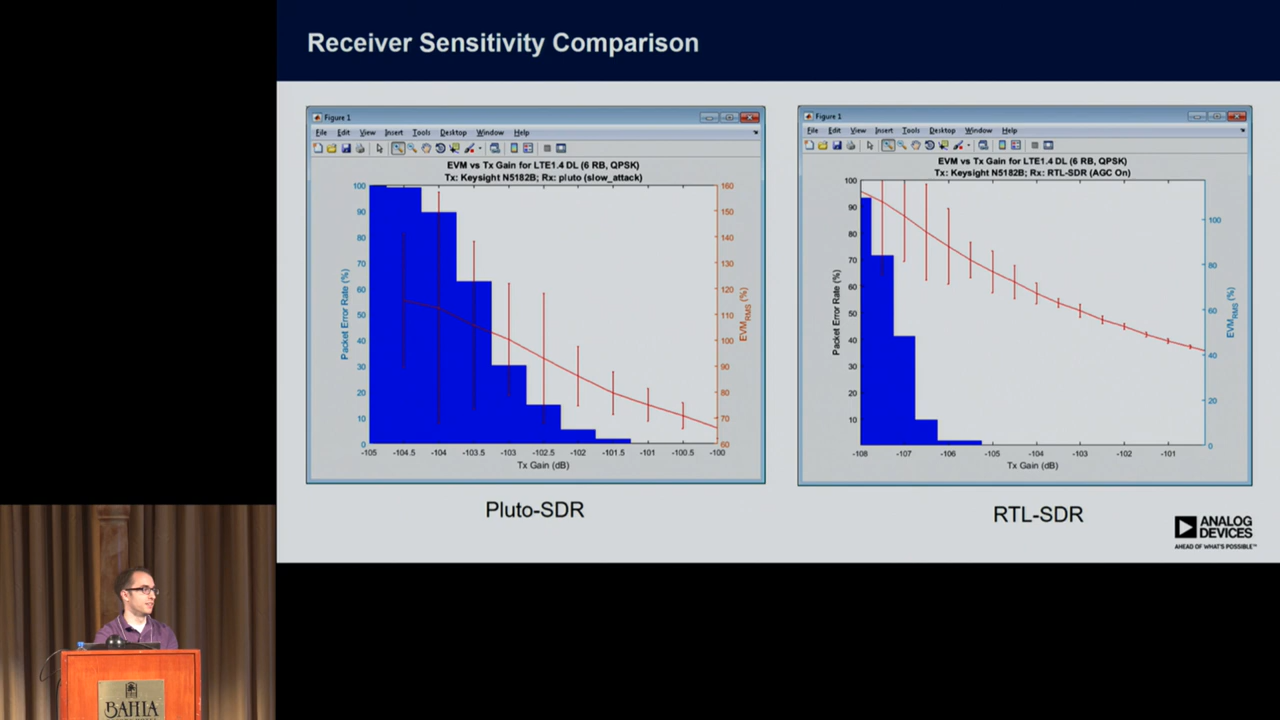 Receiver Sensitivity Comparison
Figure 1
File Edit View Insert Tools Desktop Window Help
EVM vs Tx Gain for LTE1.4 DL (6 RB, QPSK)
Tx: Keysight N5182B; Rx: pluto (slow_attack)
100
90
80
70
60
50
40
30
20
10
0
Packet Error Rate (%)
160
150
140
130
120
110
100
90
80
70
60
EVM RMS (%)
-105 -104.5 -104 -103.5 -103 -102.5 -102 -101.5 -101 -100.5 -100
Tx Gain (dB)
Pluto-SDR
Figure 1
File Edit View Insert Tools Desktop Window Help
EVM vs Tx Gain for LTE1.4 DL (6 RB, QPSK)
Tx: Keysight N5182B; Rx: RTL-SDR (AGC On)
100
90
80
70
60
50
40
30
20
10
Packet Error Rate (%)
100
80
60
40
20
0
EVM RMS (%)
-108 -107 -106 -105 -104 -103 -102 -101
Tx Gain (dB)
RTL-SDR
ANALOG
DEVICES
AHEAD OF WHAT'S POSSIBLE™
BAHIA